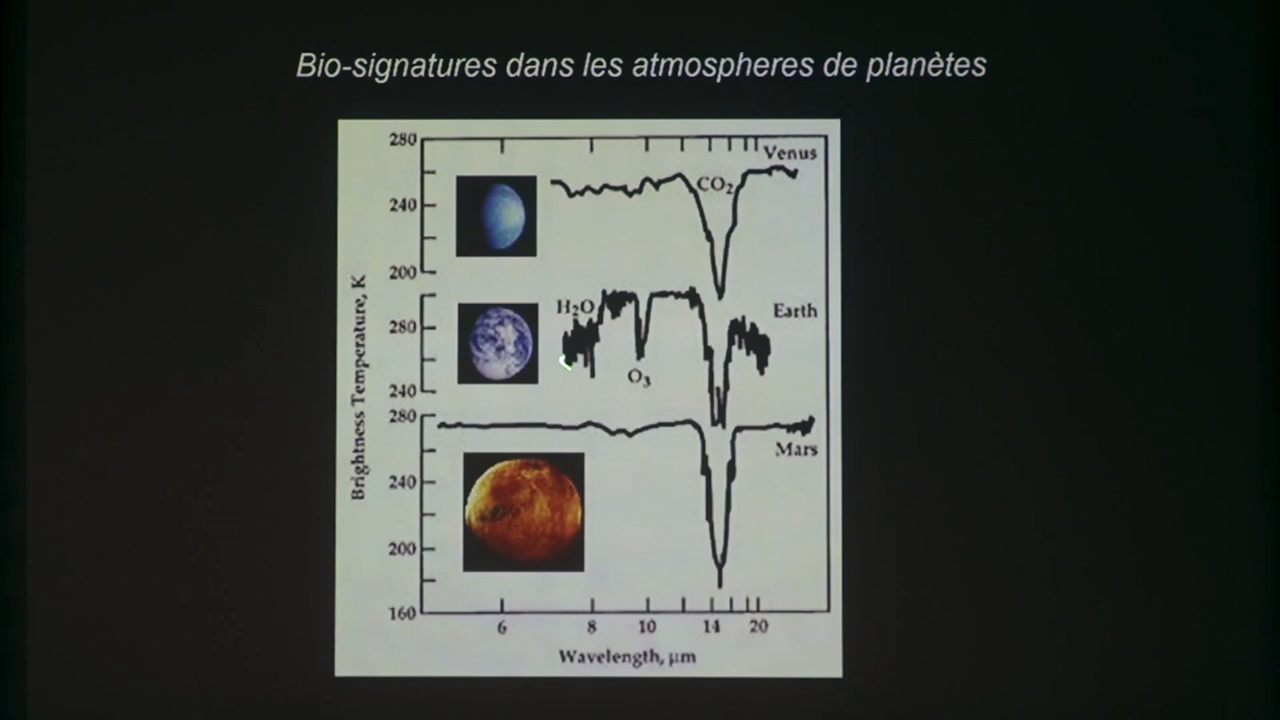 Bio-signatures dans les atmospheres de planètes
280
Venus
CO2
240
200
H2O
Earth
280
O3
240
280
Mars
240
200
160
Brightness Temperature, K
6 8 10 14 20
Wavelength, µm